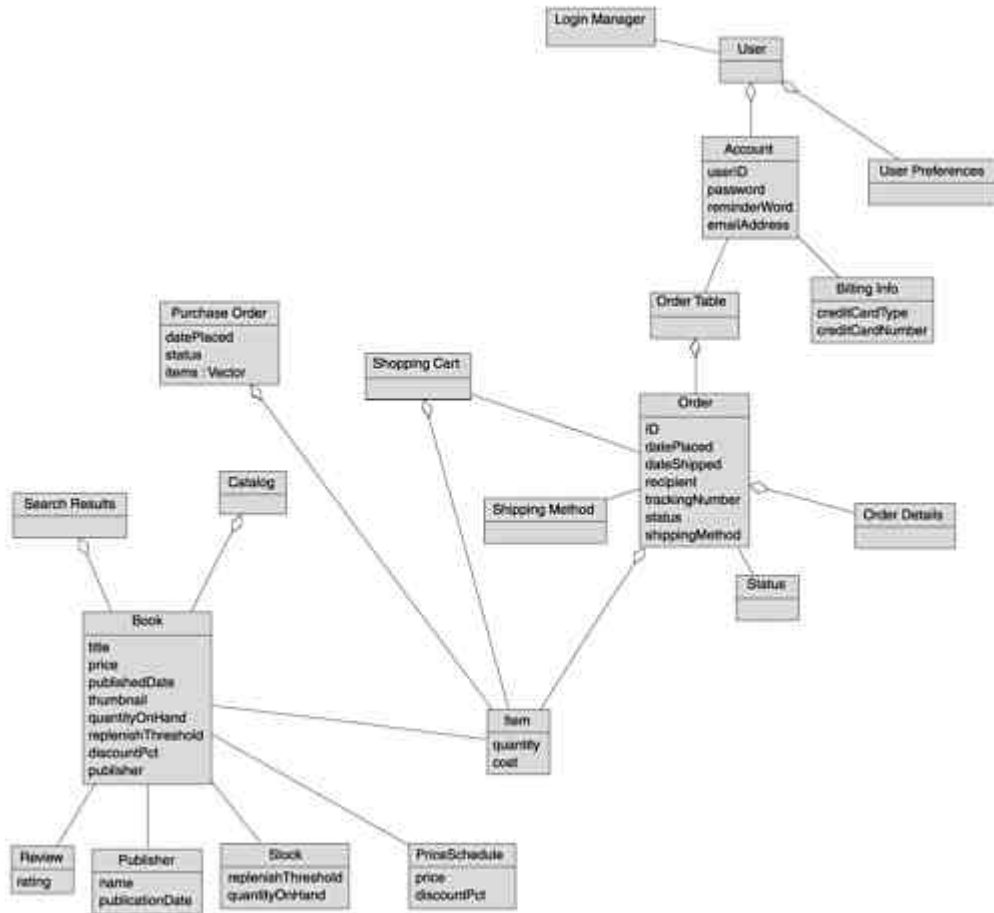 Login Manager
User
Account
userID
password
reminderWord
emailAddress
User Preferences
Billing Info
creditCardType
creditCardNumber
Order Table
Purchase Order
datePlaced
status
items : Vector
Shopping Cart
Order
ID
datePlaced
dateShipped
recipient
trackingNumber
status
shippingMethod
Shipping Method
Order Details
Status
Search Results
Catalog
Book
title
price
publishedDate
thumbnail
quantityOnHand
replenishThreshold
discountPct
publisher
Item
quantity
cost
Review
rating
Publisher
name
publicationDate
Stock
replenishThreshold
quantityOnHand
PriceSchedule
price
discountPct